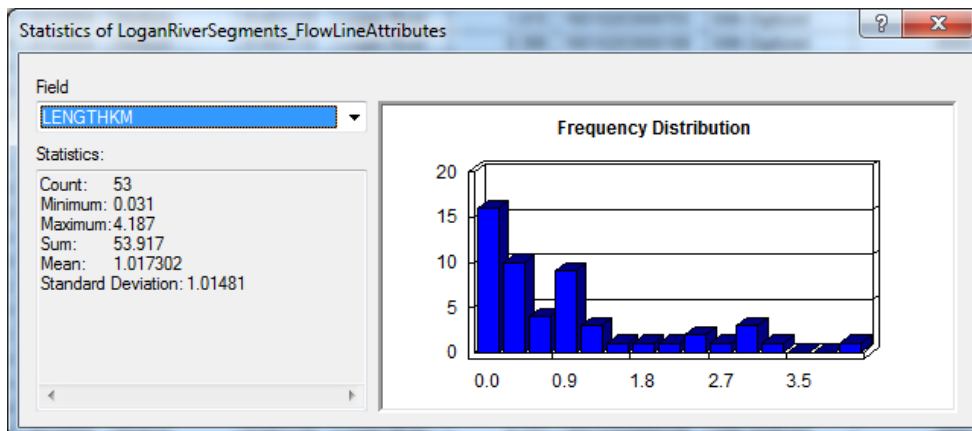 Statistics of LoganRiverSegments_FlowLineAttributes
Field
LENGTHKM
Statistics:
Count: 53
Minimum: 0.031
Maximum: 4.187
Sum: 53.917
Mean: 1.017302
Standard Deviation: 1.01481
Frequency Distribution
20
15
10
5
0
0.0 0.9 1.8 2.7 3.5